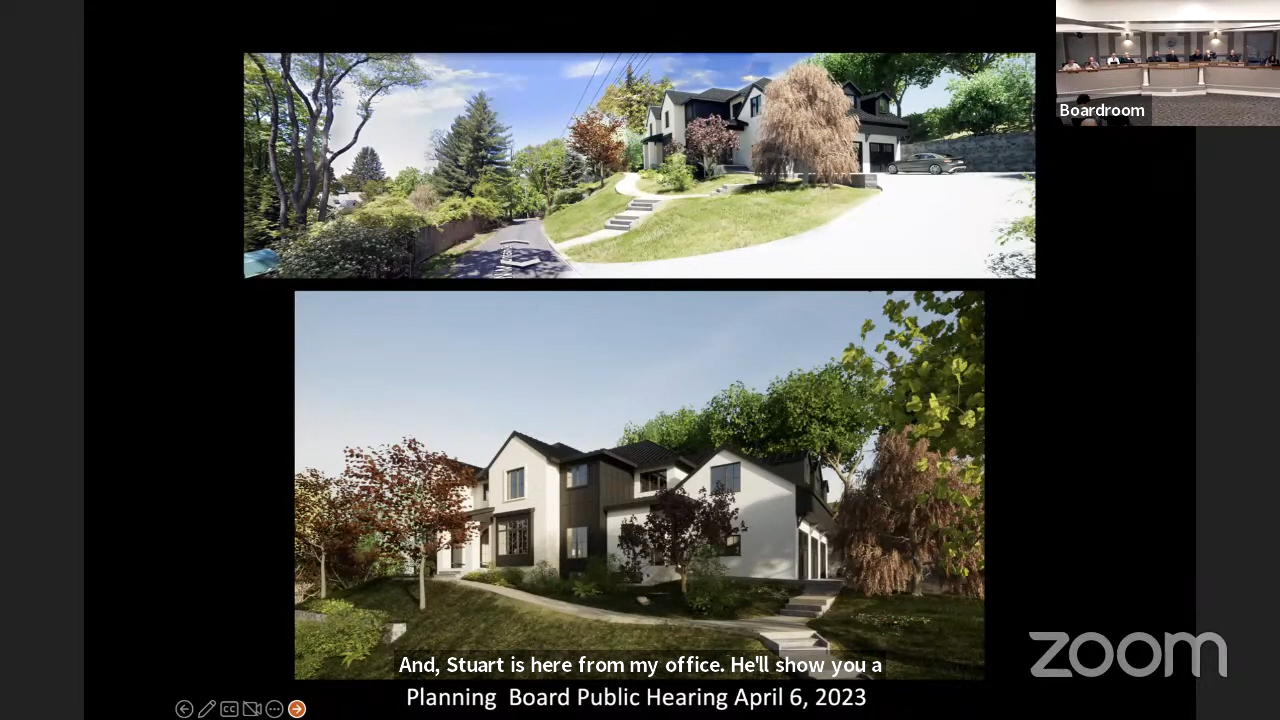 Boardroom
And, Stuart is here from my office. He'll show you a
Planning Board Public Hearing April 6, 2023
zoom